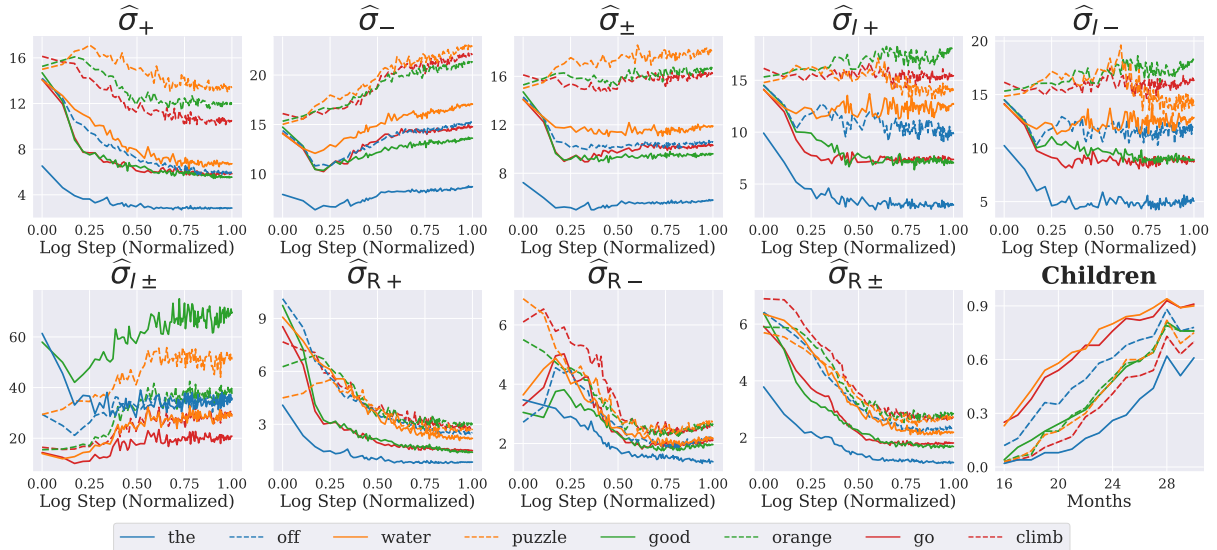 σ̂₊ σ̂₋ σ̂± σ̂_{I+} σ̂_{I−}
16 12 8 4
20 15 10
20 16 12 8
20 15 10 5
20 15 10 5
0.00 0.25 0.50 0.75 1.00
0.00 0.25 0.50 0.75 1.00
0.00 0.25 0.50 0.75 1.00
0.00 0.25 0.50 0.75 1.00
0.00 0.25 0.50 0.75 1.00
Log Step (Normalized) Log Step (Normalized) Log Step (Normalized) Log Step (Normalized) Log Step (Normalized)
σ̂_{I±} σ̂_{R+} σ̂_{R−} σ̂_{R±} Children
60 40 20
9 6 3
6 4 2
6 4 2
0.9 0.6 0.3 0.0
0.00 0.25 0.50 0.75 1.00
0.00 0.25 0.50 0.75 1.00
0.00 0.25 0.50 0.75 1.00
0.00 0.25 0.50 0.75 1.00
16 20 24 28
Log Step (Normalized) Log Step (Normalized) Log Step (Normalized) Log Step (Normalized) Months
the off water puzzle good orange go climb